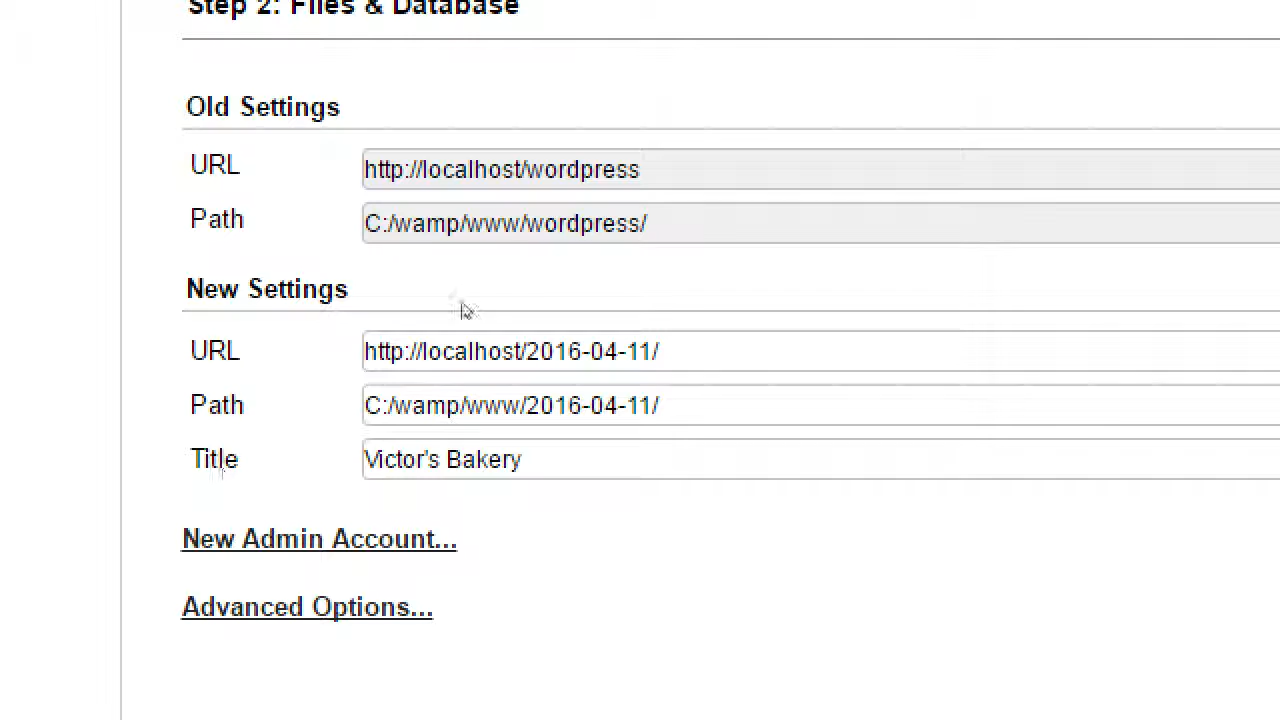 Step 2: Files & Database
Old Settings
URL http://localhost/wordpress
Path C:/wamp/www/wordpress/
New Settings
URL http://localhost/2016-04-11/
Path C:/wamp/www/2016-04-11/
Title Victor's Bakery
New Admin Account...
Advanced Options...